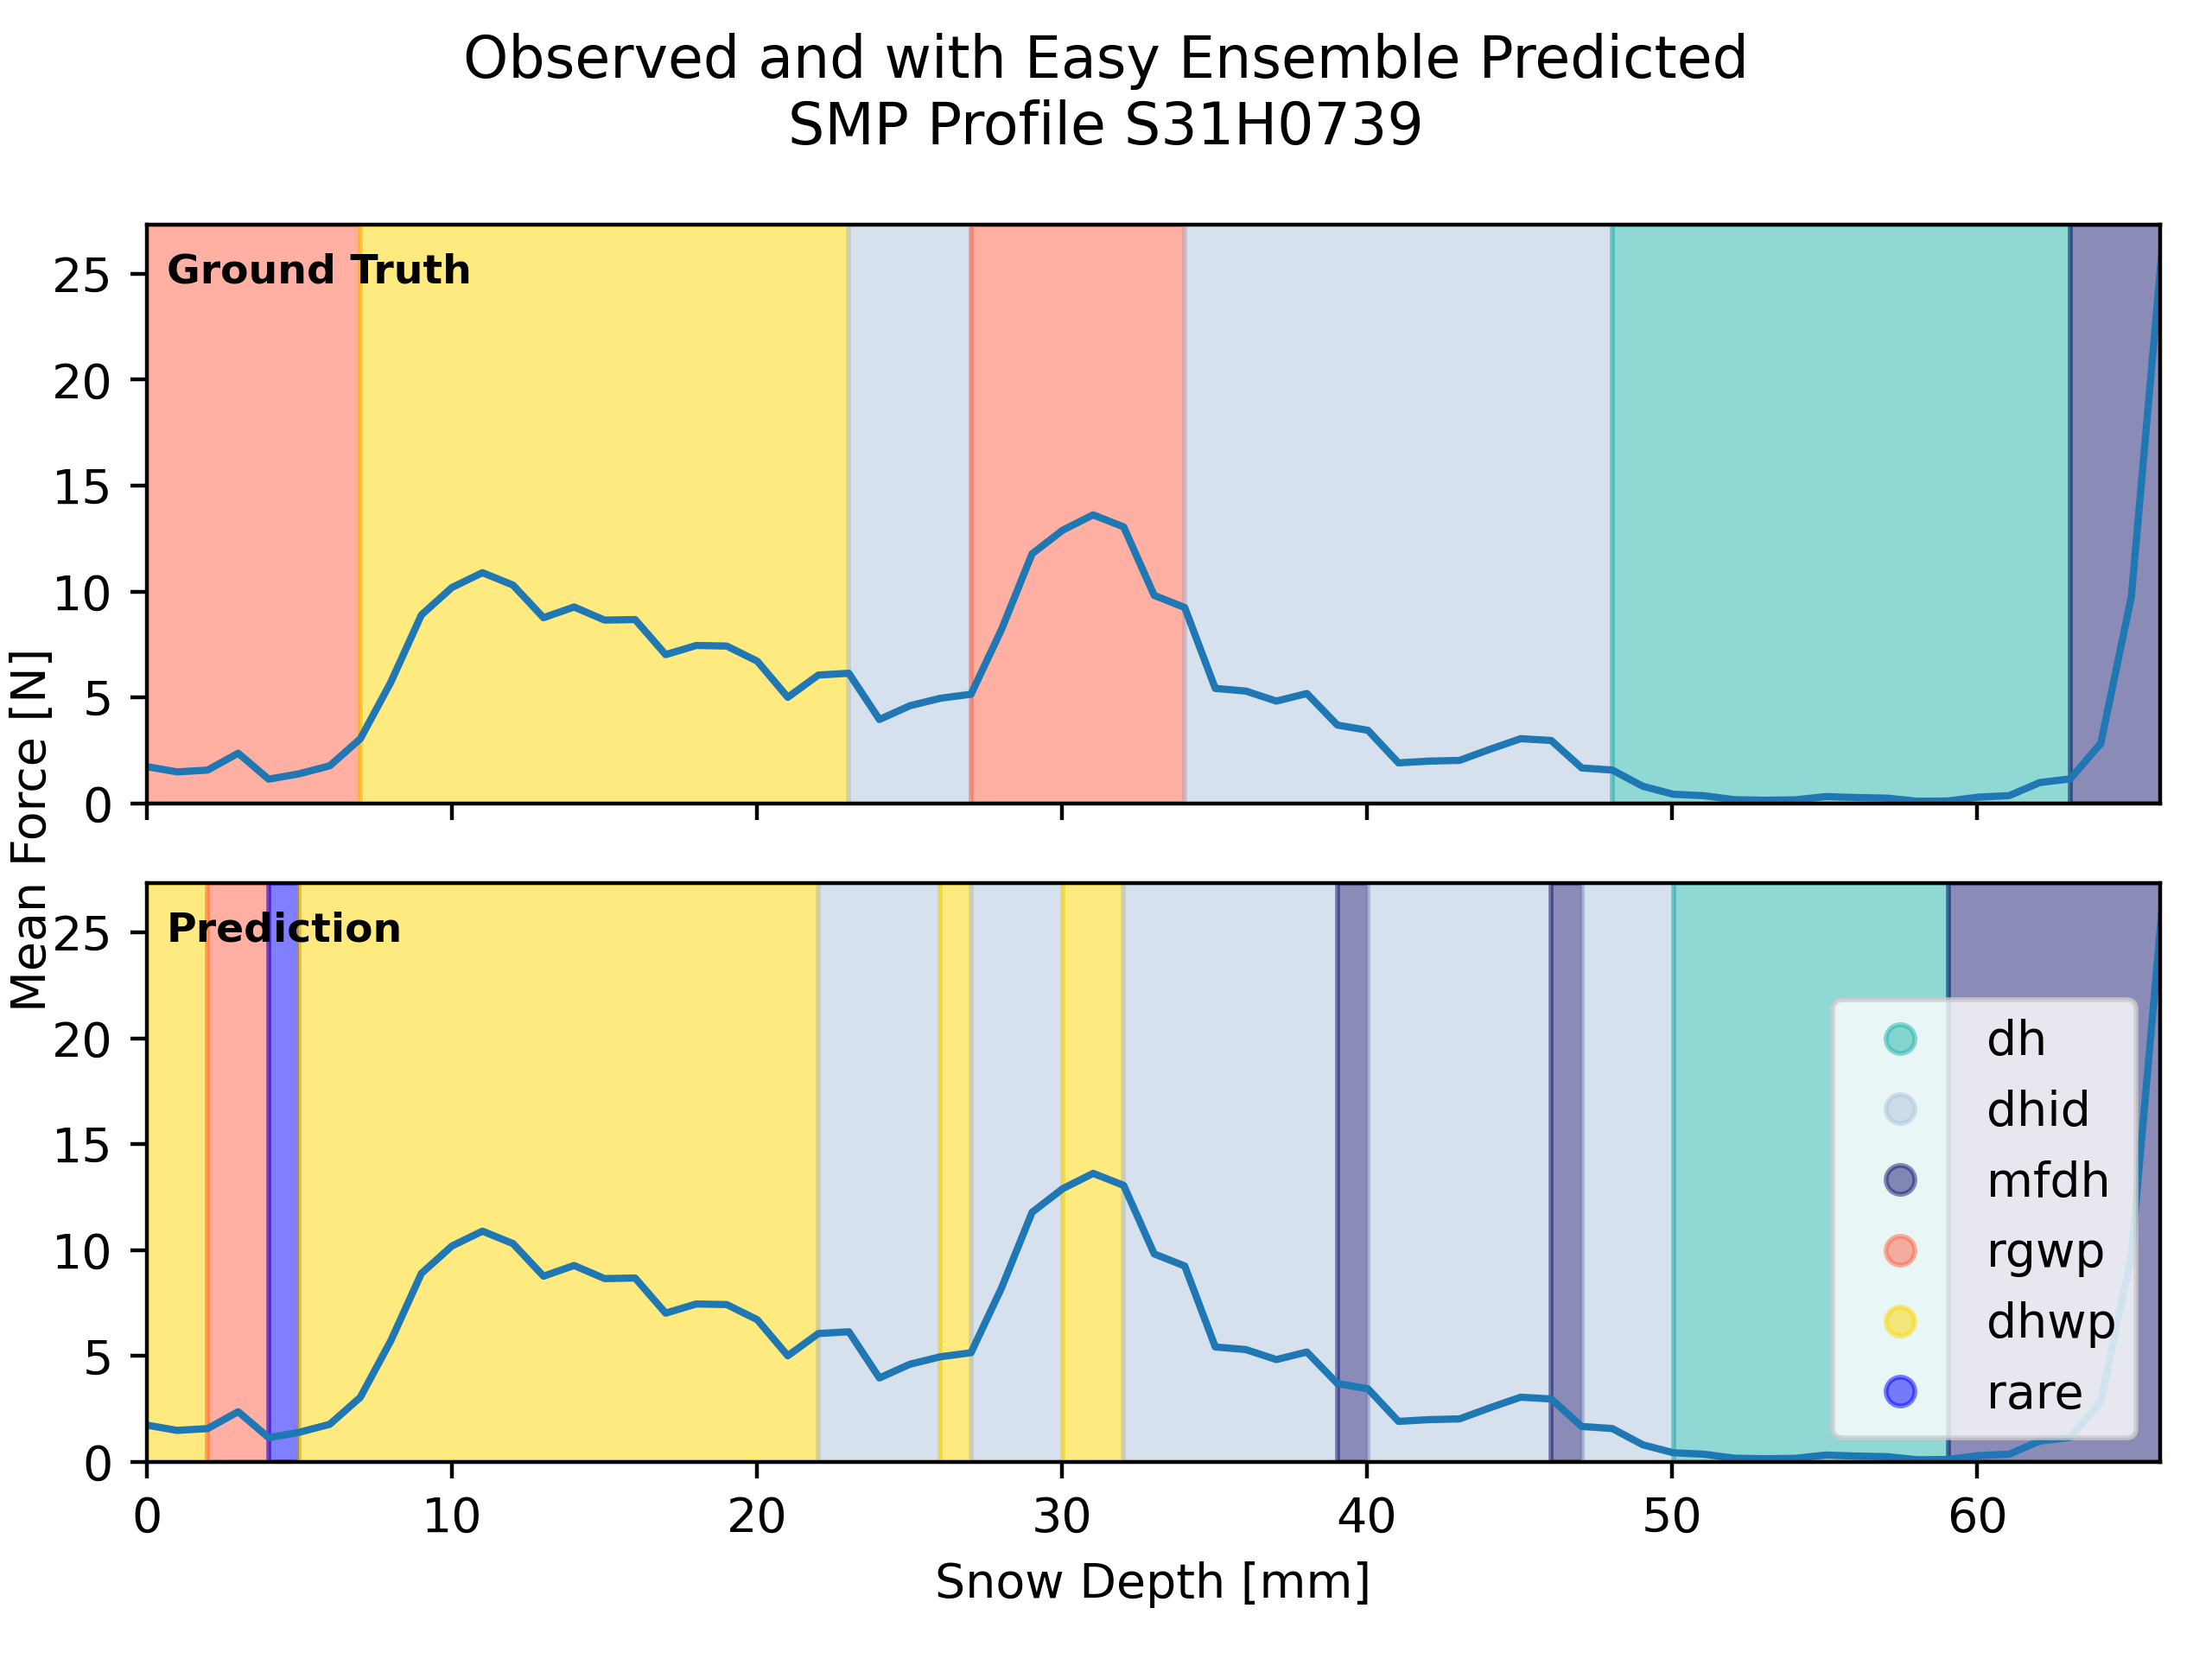 Observed and with Easy Ensemble Predicted
SMP Profile S31H0739
Ground Truth
25
20
15
10
5
0
Mean Force [N]
Prediction
25
20
15
10
5
0
dh
dhid
mfdh
rgwp
dhwp
rare
0 10 20 30 40 50 60
Snow Depth [mm]